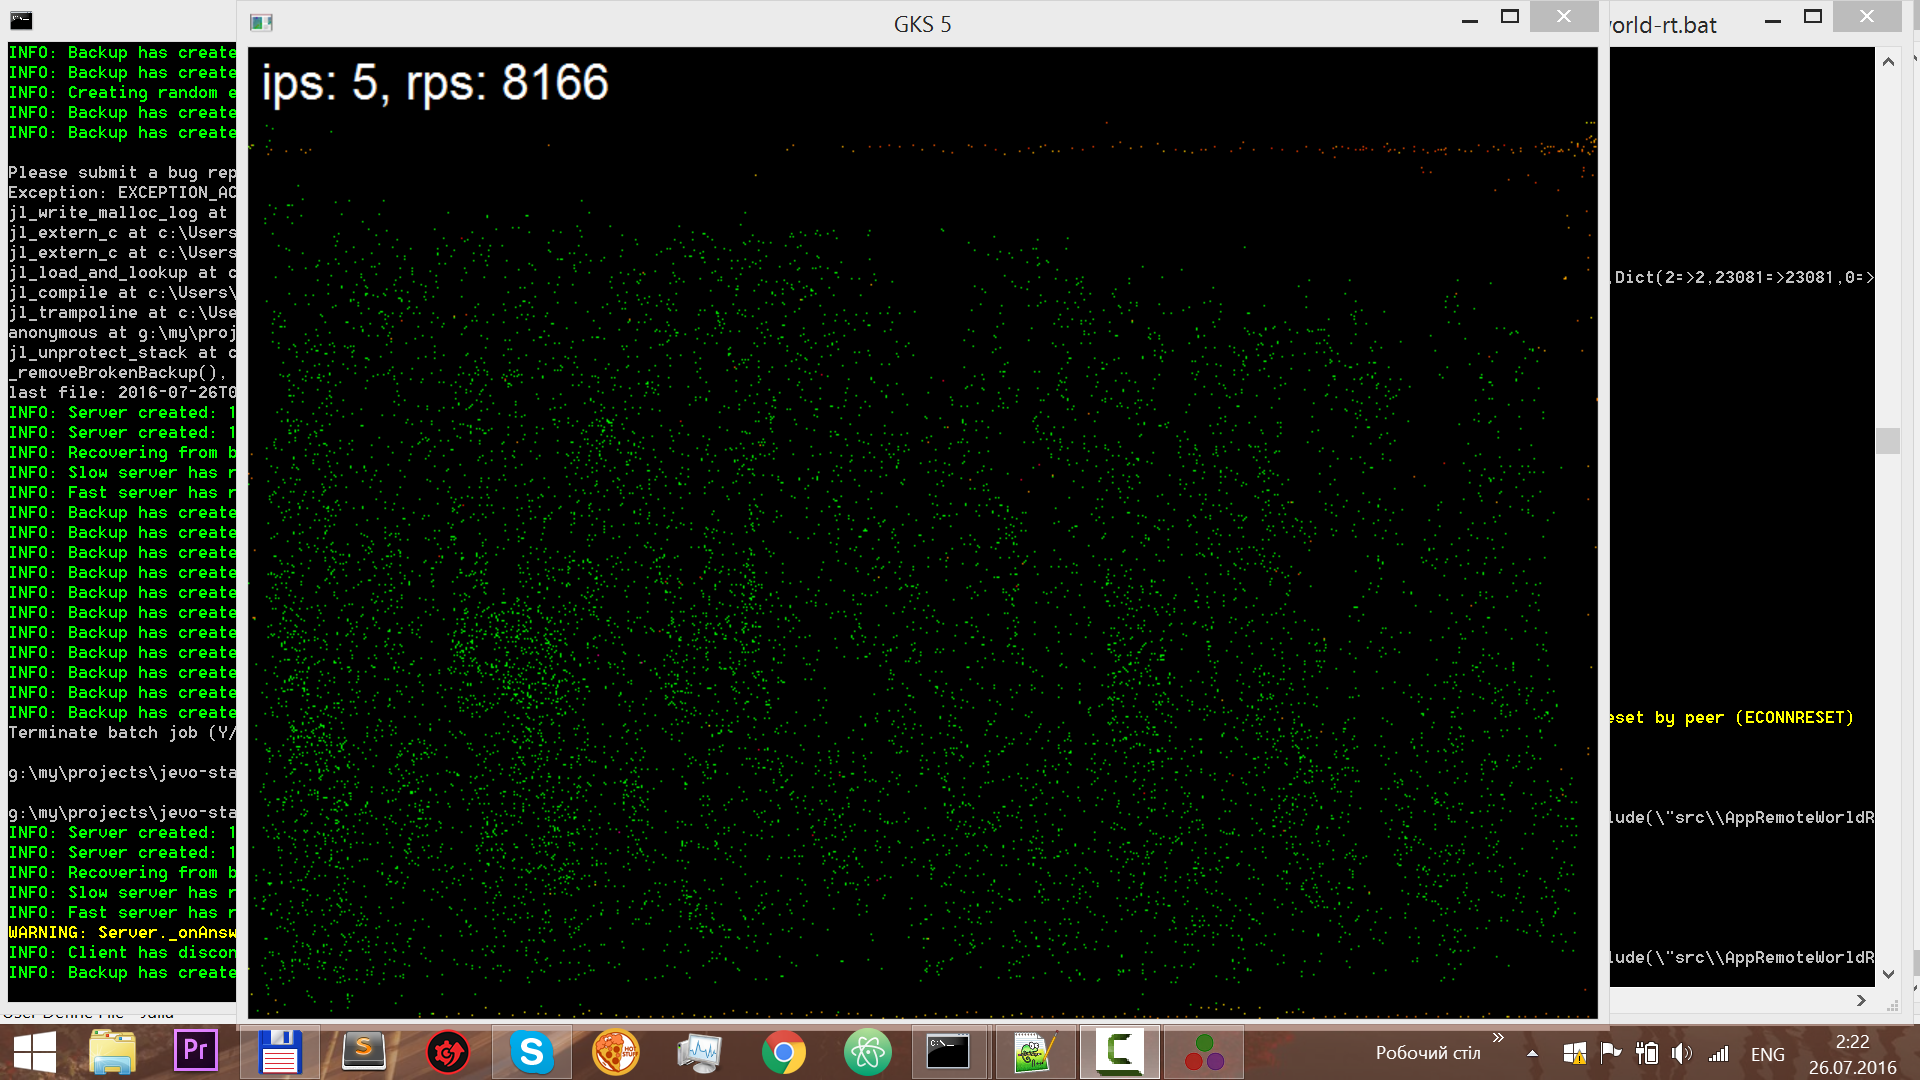 GKS 5
orld-rt.bat
ips: 5, rps: 8166
INFO: Backup has create
INFO: Backup has create
INFO: Creating random e
INFO: Backup has create
INFO: Backup has create
Please submit a bug rep
Exception: EXCEPTION_AC
jl_write_malloc_log at
jl_extern_c at c:\Users
jl_extern_c at c:\Users
jl_load_and_lookup at c
jl_compile at c:\Users\
jl_trampoline at c:\Use
anonymous at g:\my\proj
jl_unprotect_stack at c
_removeBrokenBackup(),
last file: 2016-07-26T0
INFO: Server created: 1
INFO: Server created: 1
INFO: Recovering from b
INFO: Slow server has r
INFO: Fast server has r
INFO: Backup has create
INFO: Backup has create
INFO: Backup has create
INFO: Backup has create
INFO: Backup has create
INFO: Backup has create
INFO: Backup has create
INFO: Backup has create
INFO: Backup has create
INFO: Backup has create
INFO: Backup has create
Terminate batch job (Y/
g:\my\projects\jevo-sta
g:\my\projects\jevo-sta
INFO: Server created: 1
INFO: Server created: 1
INFO: Recovering from b
INFO: Slow server has r
INFO: Fast server has r
WARNING: Server._onAnsw
INFO: Client has discon
INFO: Backup has create
,Dict(2=>2,23081=>23081,0=>
eset by peer (ECONNRESET)
lude(\"src\\AppRemoteWorldR
lude(\"src\\AppRemoteWorldR
Pr
S
C:\_
HOT STUFF
Робочий стіл
ENG
2:22
26.07.2016